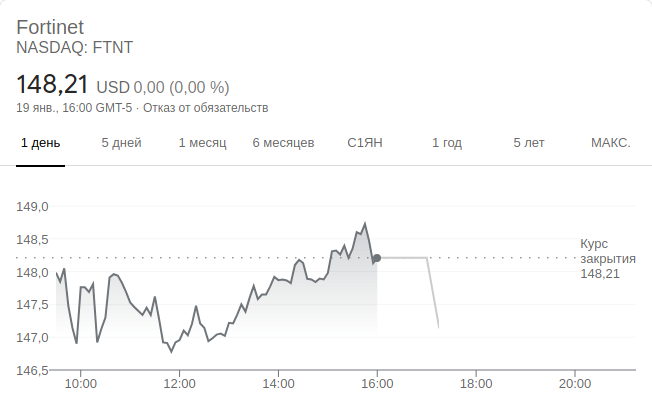 Fortinet
NASDAQ: FTNT
148,21 USD 0,00 (0,00 %)
19 янв., 16:00 GMT-5 · Отказ от обязательств
1 день 5 дней 1 месяц 6 месяцев С1ЯН 1 год 5 лет МАКС.
149,0
148,5
Курс
закрытия
148,21
148,0
147,5
147,0
146,5
10:00 12:00 14:00 16:00 18:00 20:00